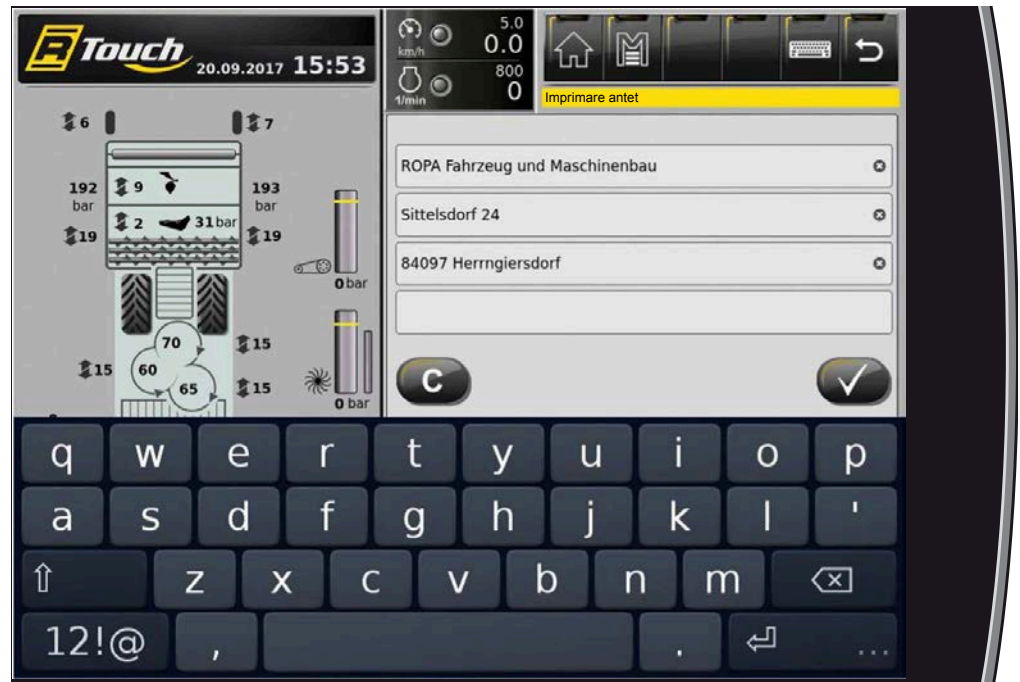 R Touch 20.09.2017 15:53
km/h 5.0
0.0
1/min 800
0
Imprimare antet
6 7
192 bar 9 193 bar
2 31 bar
19 19
0 bar
70
60
65
15 15
15
0 bar
ROPA Fahrzeug und Maschinenbau
Sittelsdorf 24
84097 Herrngiersdorf
C
q w e r t y u i o p
a s d f g h j k l '
z x c v b n m
12!@ , . ...